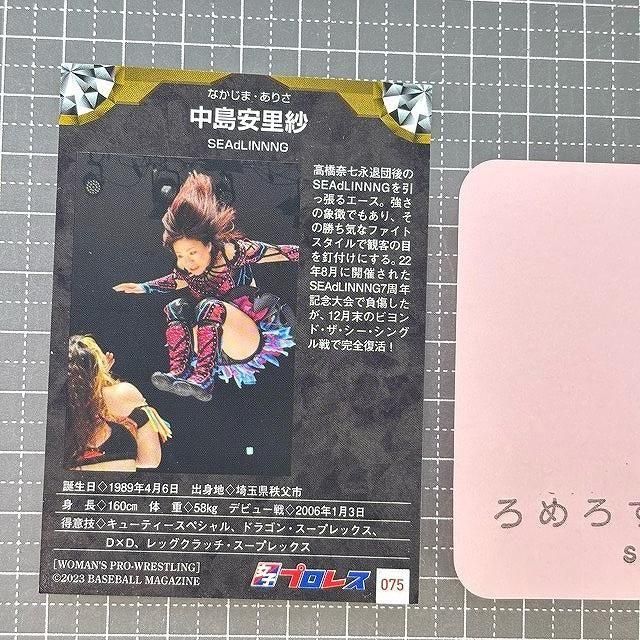 なかじま・ありさ
中島安里紗
SEAdLINNNG
高橋奈七永退団後の
SEAdLINNNGを引
っ張るエース。強さ
の象徴でもあり、そ
の勝ち気なファイト
スタイルで観客の目
を釘付けにする。22
年8月に開催された
SEAdLINNNG7周年
記念大会で負傷した
が、12月末のビヨン
ド・ザ・シー・シング
ル戦で完全復活！
誕生日◇1989年4月6日 出身地◇埼玉県秩父市
身 長◇160cm 体 重◇58kg デビュー戦◇2006年1月3日
得意技◇キューティースペシャル、ドラゴン・スープレックス、
D×D、レッグクラッチ・スープレックス
[WOMAN'S PRO-WRESTLING]
©2023 BASEBALL MAGAZINE
女子プロレス
075
ろめろす
S